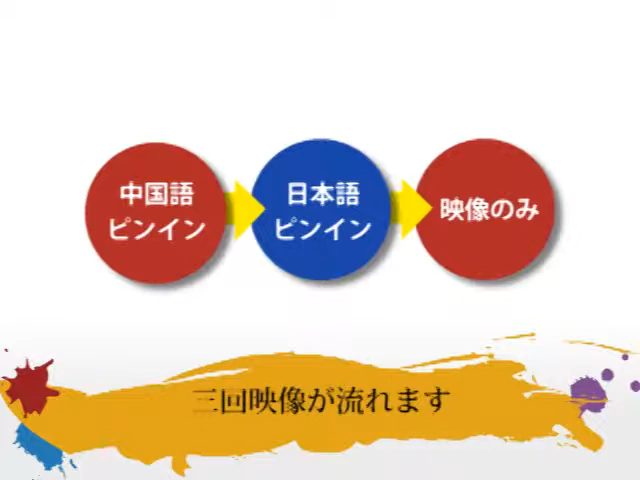 中国語
ピンイン
日本語
ピンイン
映像のみ
三回映像が流れます